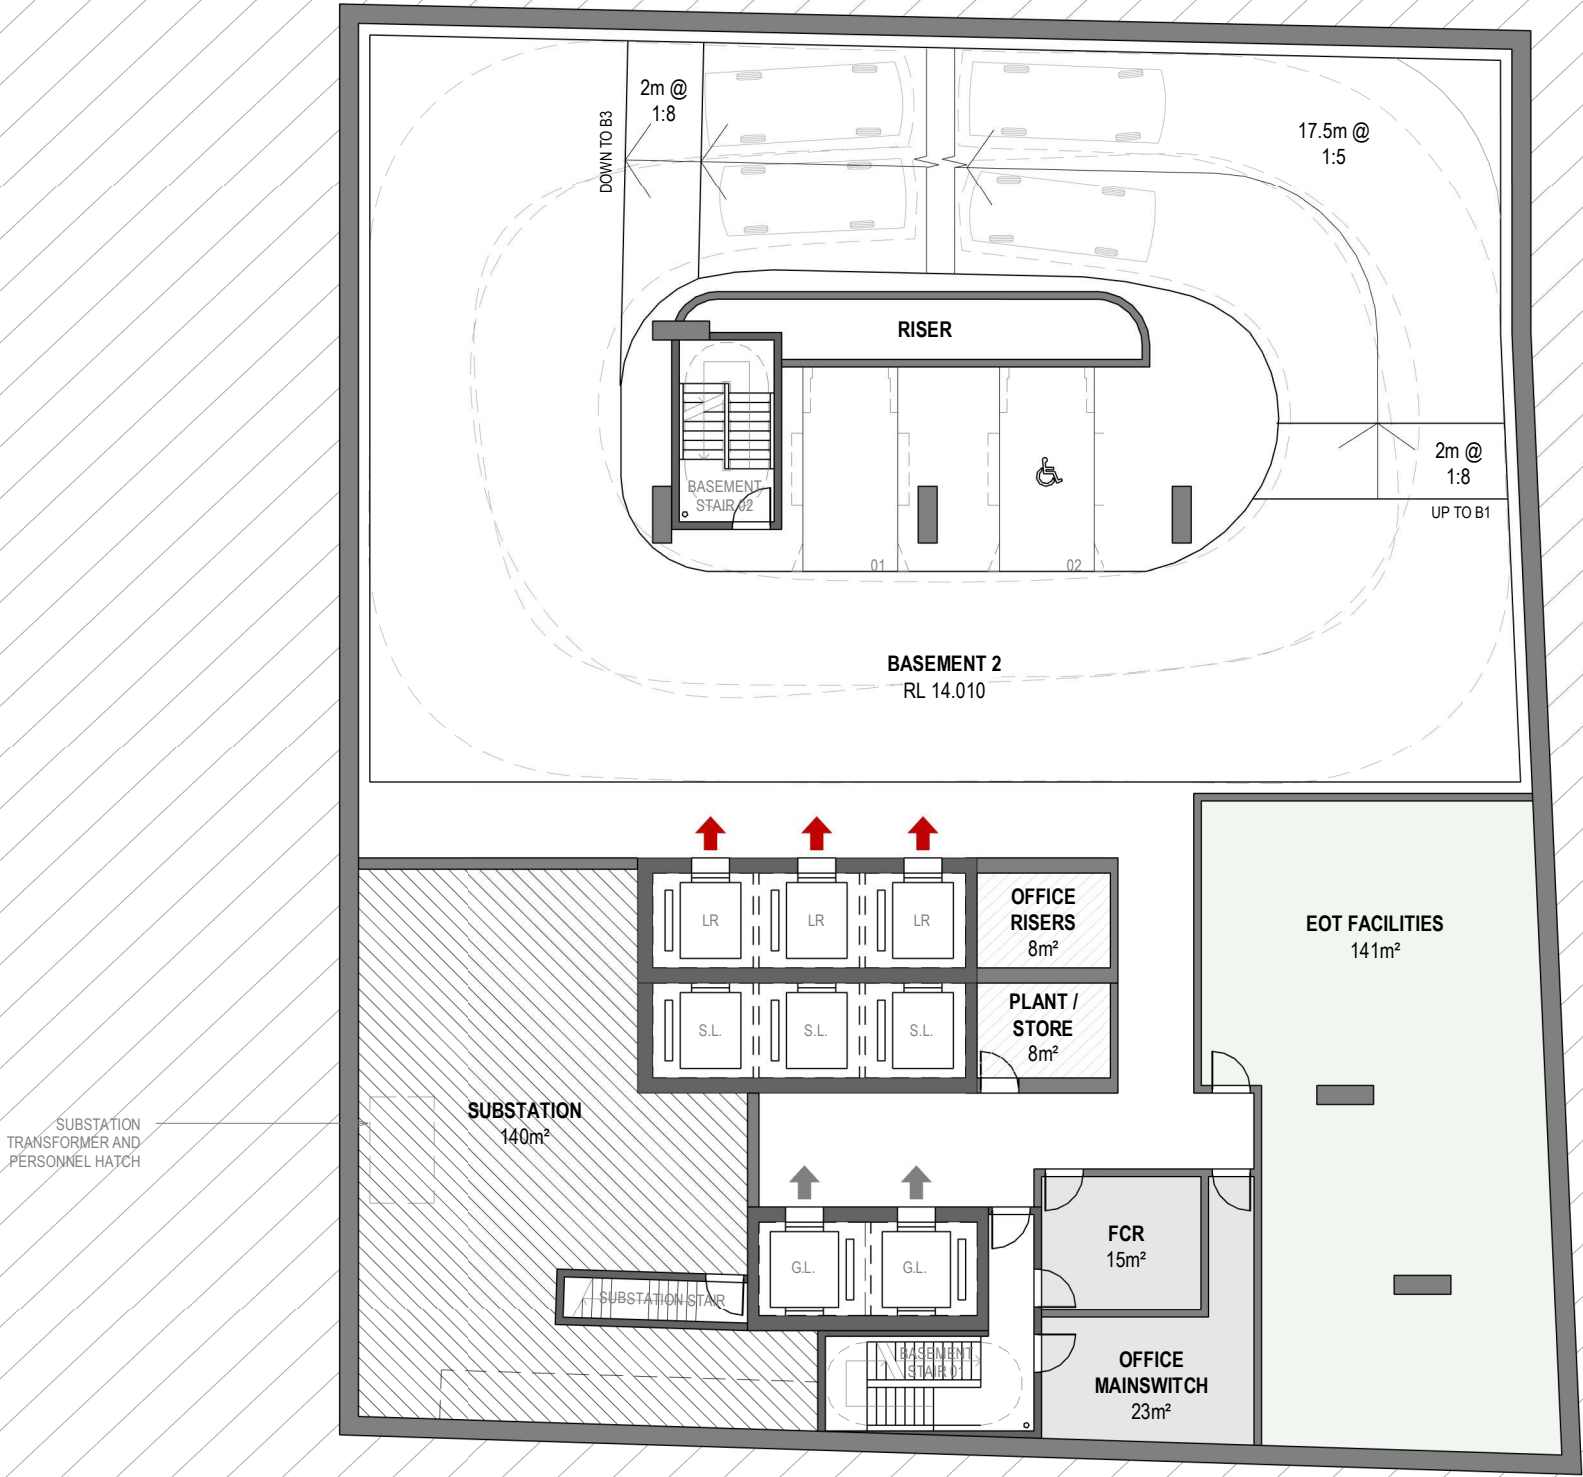 2m @
1:8
DOWN TO B3
17.5m @
1:5
RISER
2m @
1:8
UP TO B1
BASEMENT
STAIR 02
01
02
BASEMENT 2
RL 14.010
LR
LR
LR
OFFICE
RISERS
8m²
EOT FACILITIES
141m²
S.L.
S.L.
S.L.
PLANT /
STORE
8m²
SUBSTATION
140m²
SUBSTATION
TRANSFORMER AND
PERSONNEL HATCH
G.L.
G.L.
FCR
15m²
SUBSTATION STAIR
BASEMENT
STAIR 01
OFFICE
MAINSWITCH
23m²